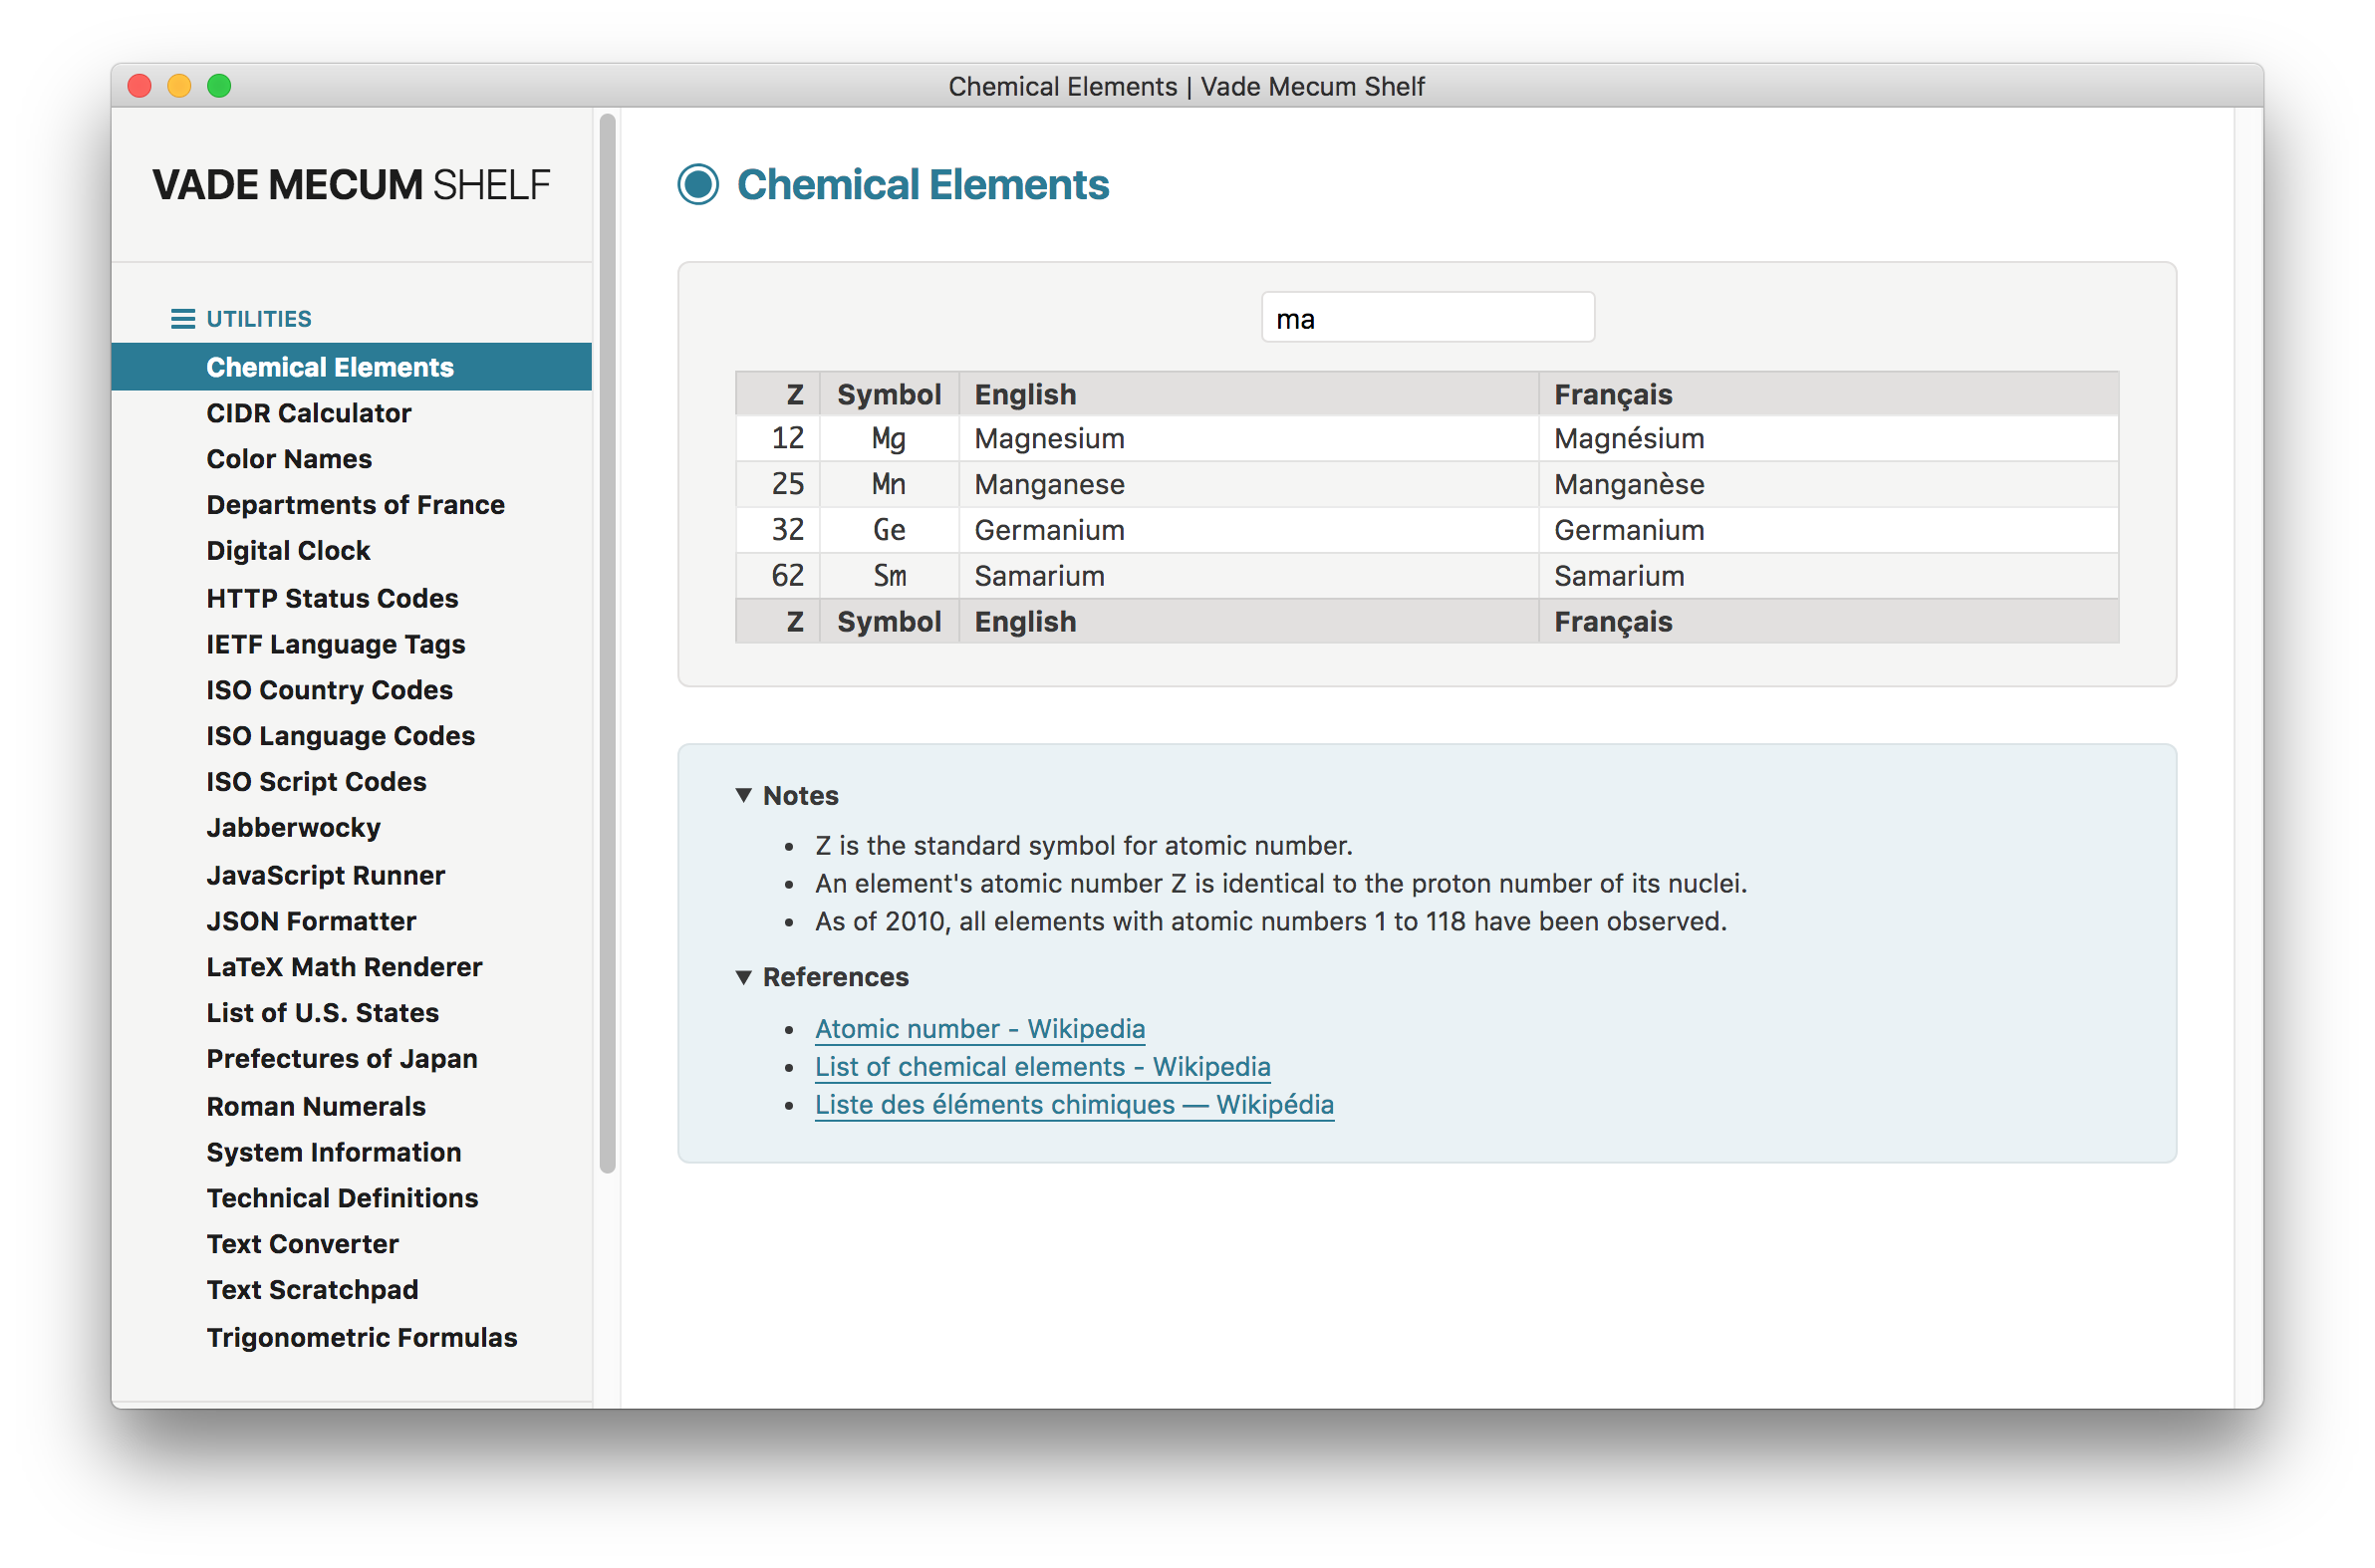 Chemical Elements | Vade Mecum Shelf
VADE MECUM SHELF
UTILITIES
Chemical Elements
CIDR Calculator
Color Names
Departments of France
Digital Clock
HTTP Status Codes
IETF Language Tags
ISO Country Codes
ISO Language Codes
ISO Script Codes
Jabberwocky
JavaScript Runner
JSON Formatter
LaTeX Math Renderer
List of U.S. States
Prefectures of Japan
Roman Numerals
System Information
Technical Definitions
Text Converter
Text Scratchpad
Trigonometric Formulas
Chemical Elements
ma
Z Symbol English Français
12 Mg Magnesium Magnésium
25 Mn Manganese Manganèse
32 Ge Germanium Germanium
62 Sm Samarium Samarium
Z Symbol English Français
Notes
Z is the standard symbol for atomic number.
An element's atomic number Z is identical to the proton number of its nuclei.
As of 2010, all elements with atomic numbers 1 to 118 have been observed.
References
Atomic number - Wikipedia
List of chemical elements - Wikipedia
Liste des éléments chimiques — Wikipédia